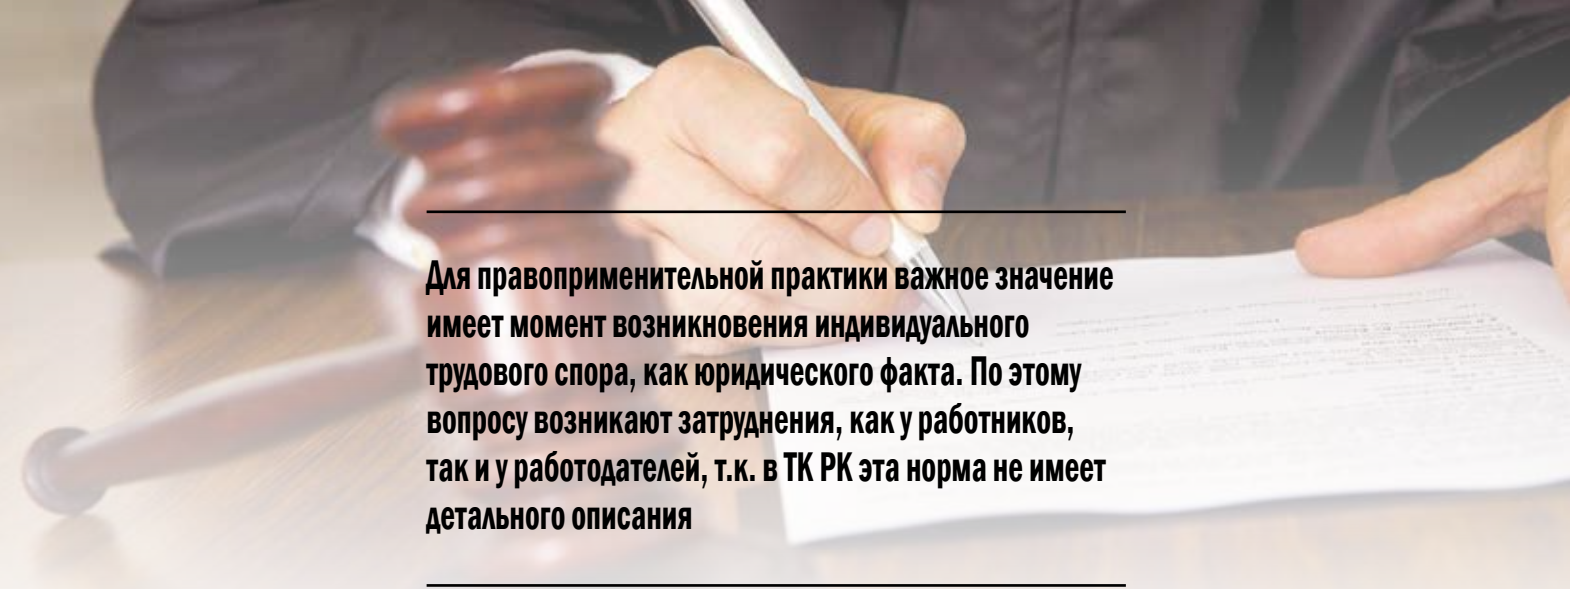 Для правоприменительной практики важное значение
имеет момент возникновения индивидуального
трудового спора, как юридического факта. По этому
вопросу возникают затруднения, как у работников,
так и у работодателей, т.к. в ТК РК эта норма не имеет
детального описания